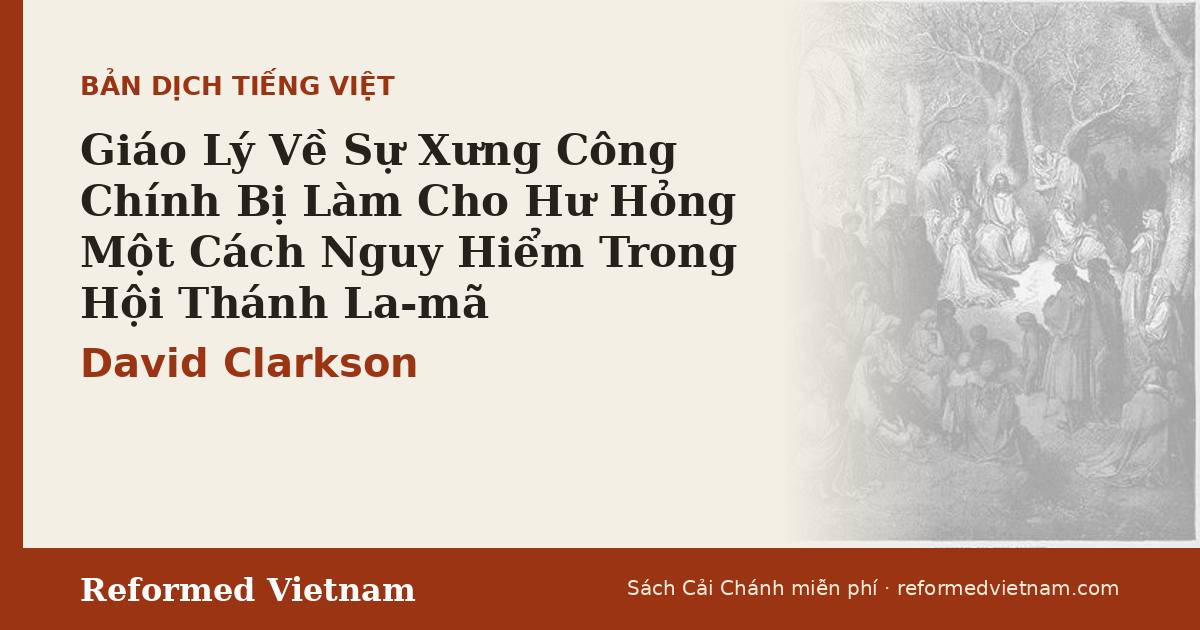 BẢN DỊCH TIẾNG VIỆT
Giáo Lý Về Sự Xưng Công
Chính Bị Làm Cho Hư Hỏng
Một Cách Nguy Hiểm Trong
Hội Thánh La-mã
David Clarkson
Reformed Vietnam
Sách Cải Chánh miễn phí · reformedvietnam.com